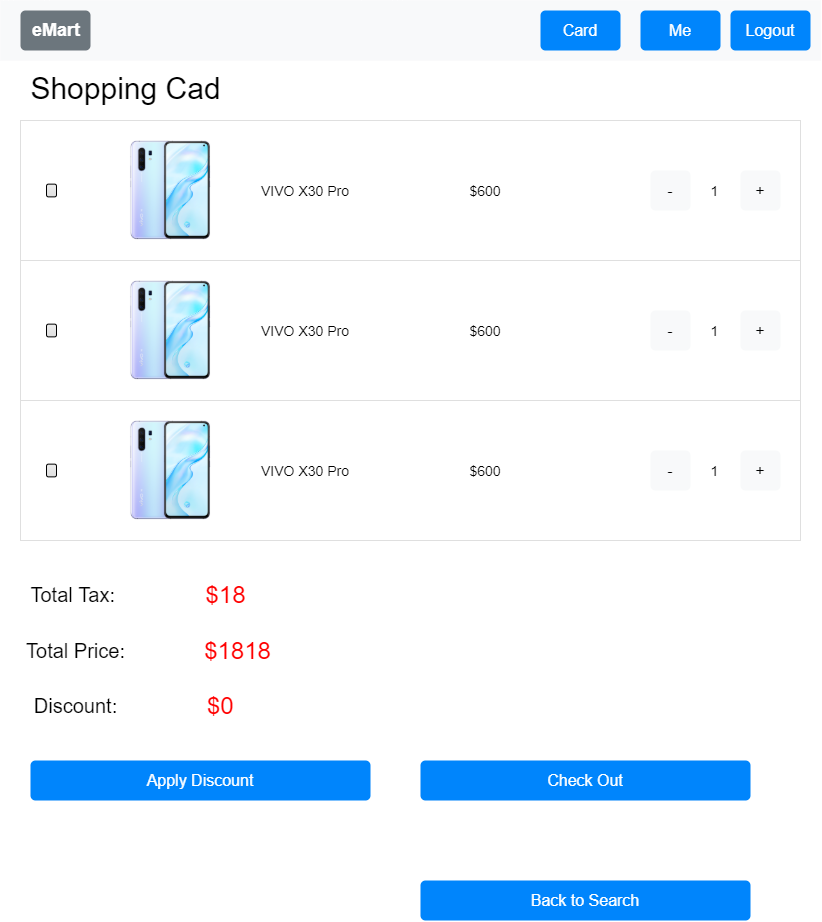 eMart Card Me Logout
Shopping Cad
VIVO X30 Pro $600 - 1 +
VIVO X30 Pro $600 - 1 +
VIVO X30 Pro $600 - 1 +
Total Tax: $18
Total Price: $1818
Discount: $0
Apply Discount Check Out
Back to Search